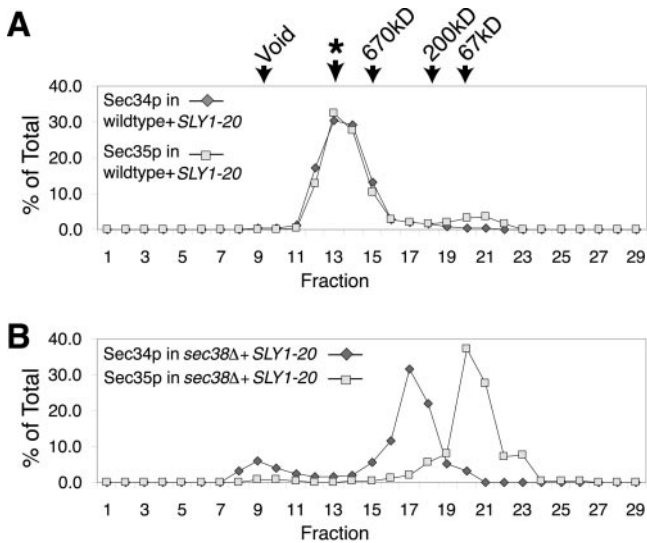 A
Void
*
670kD
200kD
67kD
% of Total
40.0
30.0
20.0
10.0
0.0
Sec34p in
wildtype+SLY1-20
Sec35p in
wildtype+SLY1-20
1 3 5 7 9 11 13 15 17 19 21 23 25 27 29
Fraction
B
% of Total
40.0
30.0
20.0
10.0
0.0
Sec34p in sec38Δ+ SLY1-20
Sec35p in sec38Δ+ SLY1-20
1 3 5 7 9 11 13 15 17 19 21 23 25 27 29
Fraction